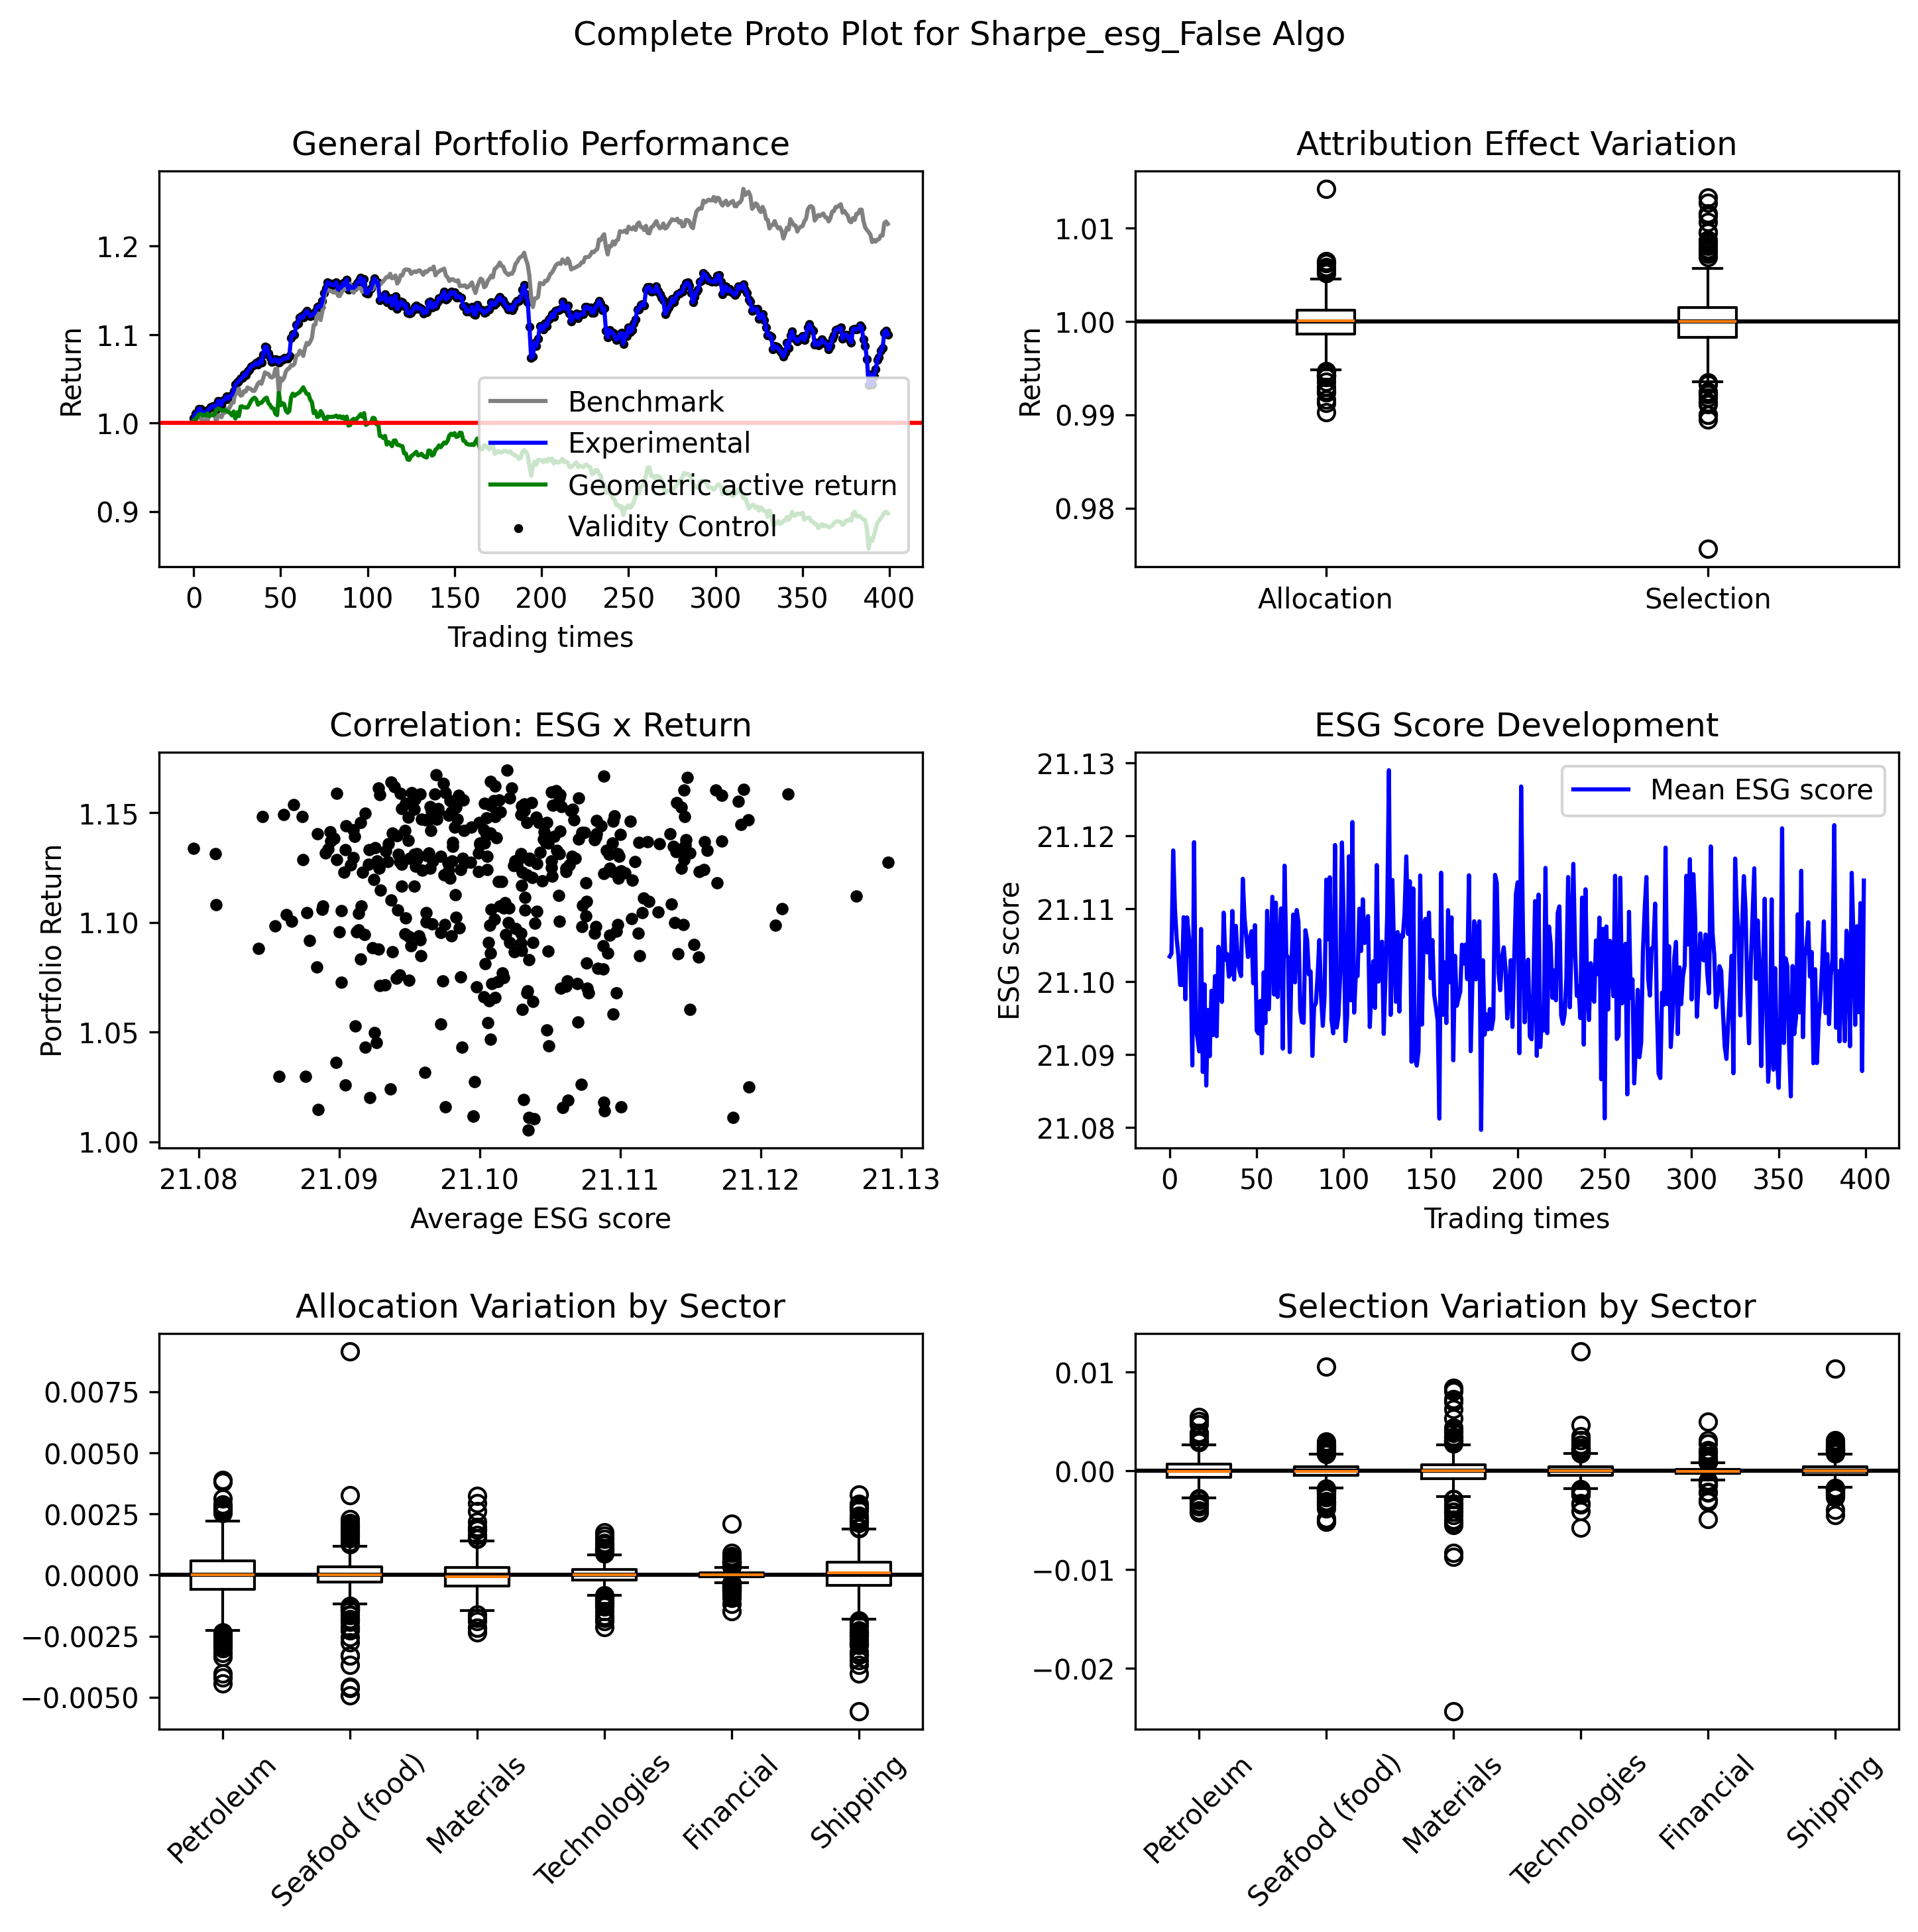 Complete Proto Plot for Sharpe_esg_False Algo
General Portfolio Performance
Return
1.2
1.1
1.0
0.9
Benchmark
Experimental
Geometric active return
Validity Control
0 50 100 150 200 250 300 350 400
Trading times
Attribution Effect Variation
Return
1.01
1.00
0.99
0.98
Allocation Selection
Correlation: ESG x Return
Portfolio Return
1.15
1.10
1.05
1.00
21.08 21.09 21.10 21.11 21.12 21.13
Average ESG score
ESG Score Development
ESG score
21.13
21.12
21.11
21.10
21.09
21.08
Mean ESG score
0 50 100 150 200 250 300 350 400
Trading times
Allocation Variation by Sector
0.0075
0.0050
0.0025
0.0000
−0.0025
−0.0050
Petroleum
Seafood (food)
Materials
Technologies
Financial
Shipping
Selection Variation by Sector
0.01
0.00
−0.01
−0.02
Petroleum
Seafood (food)
Materials
Technologies
Financial
Shipping